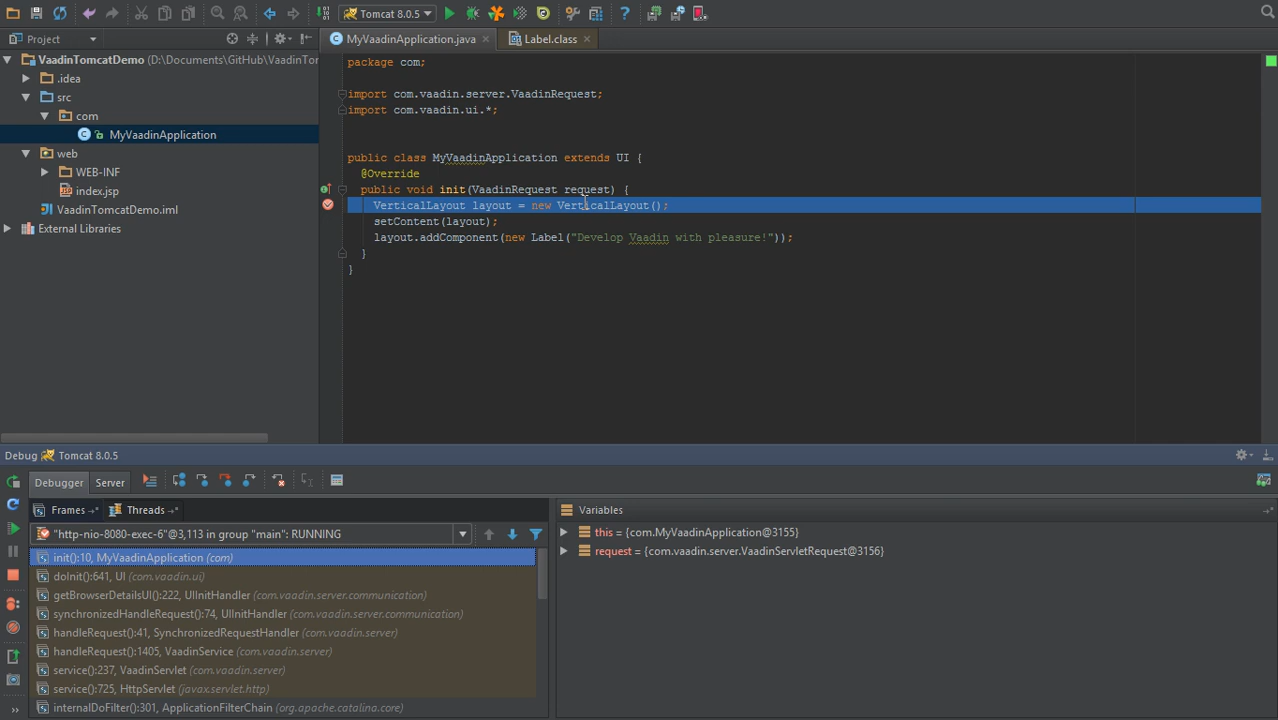 Tomcat 8.0.5
Project
MyVaadinApplication.java
Label.class
VaadinTomcatDemo (D:\Documents\GitHub\VaadinTom
.idea
src
com
MyVaadinApplication
web
WEB-INF
index.jsp
VaadinTomcatDemo.iml
External Libraries
package com;
import com.vaadin.server.VaadinRequest;
import com.vaadin.ui.*;
public class MyVaadinApplication extends UI {
@Override
public void init(VaadinRequest request) {
VerticalLayout layout = new VerticalLayout();
setContent(layout);
layout.addComponent(new Label("Develop Vaadin with pleasure!"));
}
}
Debug Tomcat 8.0.5
Debugger
Server
Frames
Threads
Variables
"http-nio-8080-exec-6"@3,113 in group "main": RUNNING
init():10, MyVaadinApplication (com)
doInit():641, UI (com.vaadin.ui)
getBrowserDetailsUI():222, UIInitHandler (com.vaadin.server.communication)
synchronizedHandleRequest():74, UIInitHandler (com.vaadin.server.communication)
handleRequest():41, SynchronizedRequestHandler (com.vaadin.server)
handleRequest():1405, VaadinService (com.vaadin.server)
service():237, VaadinServlet (com.vaadin.server)
service():725, HttpServlet (javax.servlet.http)
internalDoFilter():301, ApplicationFilterChain (org.apache.catalina.core)
this = {com.MyVaadinApplication@3155}
request = {com.vaadin.server.VaadinServletRequest@3156}